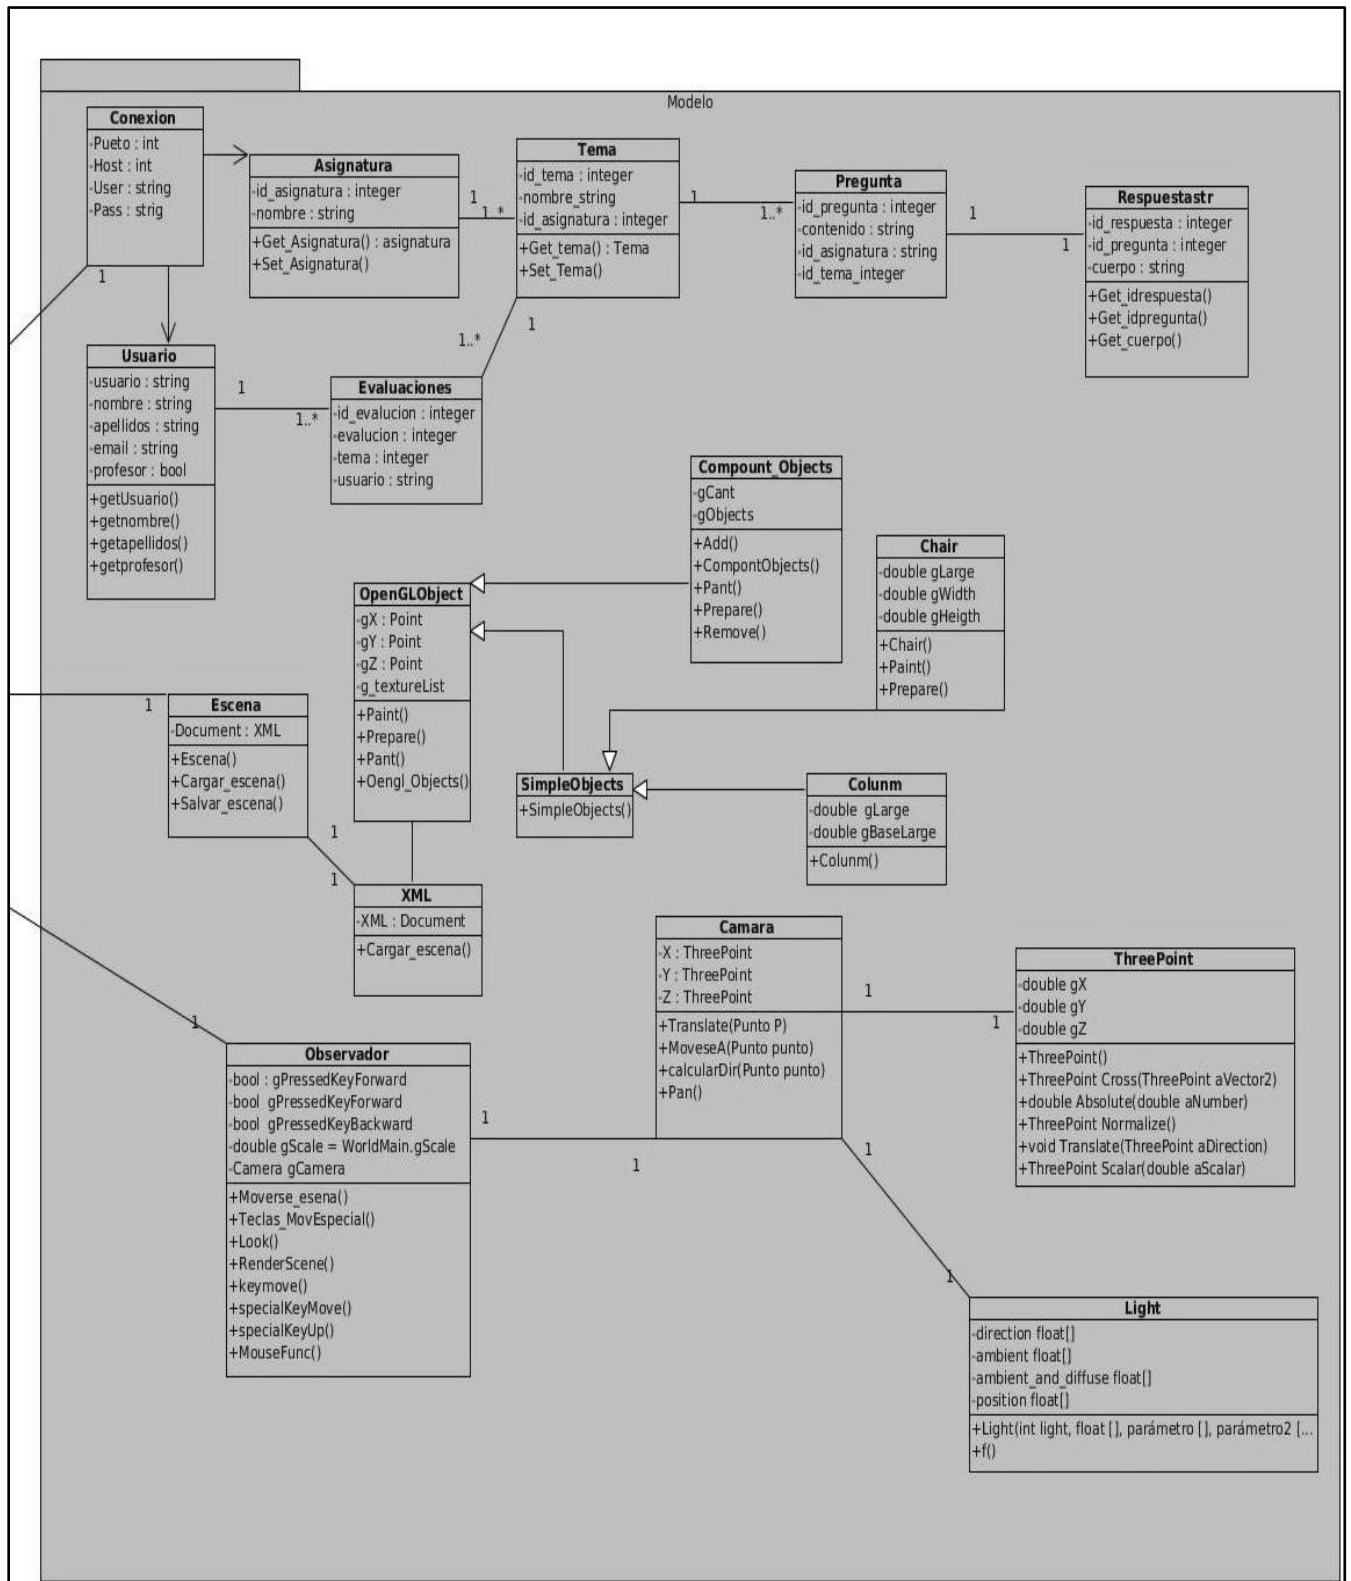 Modelo
Conexion
-Pueto : int
-Host : int
-User : string
-Pass : strig
1
Asignatura
-id_asignatura : integer
-nombre : string
+Get_Asignatura() : asignatura
+Set_Asignatura()
1
1..*
Tema
-id_tema : integer
-nombre_string
-id_asignatura : integer
+Get_tema() : Tema
+Set_Tema()
1
1..*
Pregunta
-id_pregunta : integer
-contenido : string
-id_asignatura : string
-id_tema_integer
1
1
Respuestastr
-id_respuesta : integer
-id_pregunta : integer
-cuerpo : string
+Get_idrespuesta()
+Get_idpregunta()
+Get_cuerpo()
1
1..*
Usuario
-usuario : string
-nombre : string
-apellidos : string
-email : string
-profesor : bool
+getUsuario()
+getnombre()
+getapellidos()
+getprofesor()
1
1..*
Evaluaciones
-id_evalucion : integer
-evalucion : integer
-tema : integer
-usuario : string
Compount_Objects
-gCant
-gObjects
+Add()
+CompontObjects()
+Pant()
+Prepare()
+Remove()
Chair
-double gLarge
-double gWidth
-double gHeigth
+Chair()
+Paint()
+Prepare()
OpenGLObject
-gX : Point
-gY : Point
-gZ : Point
-g_textureList
+Paint()
+Prepare()
+Pant()
+Oengl_Objects()
1
Escena
-Document : XML
+Escena()
+Cargar_escena()
+Salvar_escena()
1
1
SimpleObjects
+SimpleObjects()
Colunm
-double gLarge
-double gBaseLarge
+Colunm()
XML
-XML : Document
+Cargar_escena()
Camara
-X : ThreePoint
-Y : ThreePoint
-Z : ThreePoint
+Translate(Punto P)
+MoveseA(Punto punto)
+calcularDir(Punto punto)
+Pan()
1
1
ThreePoint
-double gX
-double gY
-double gZ
+ThreePoint()
+ThreePoint Cross(ThreePoint aVector2)
+double Absolute(double aNumber)
+ThreePoint Normalize()
+void Translate(ThreePoint aDirection)
+ThreePoint Scalar(double aScalar)
1
Observador
-bool : gPressedKeyForward
-bool gPressedKeyForward
-bool gPressedKeyBackward
-double gScale = WorldMain.gScale
-Camera gCamera
+Moverse_esena()
+Teclas_MovEspecial()
+Look()
+RenderScene()
+keymove()
+specialKeyMove()
+specialKeyUp()
+MouseFunc()
1
1
1
1
Light
-direction float[]
-ambient float[]
-ambient_and_diffuse float[]
-position float[]
+Light(int light, float [], parámetro [], parámetro2 [...
+f()